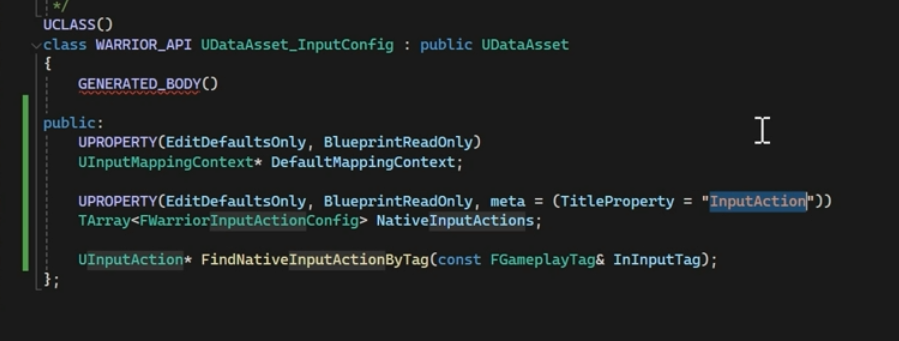 */
UCLASS()
class WARRIOR_API UDataAsset_InputConfig : public UDataAsset
{
GENERATED_BODY()
public:
UPROPERTY(EditDefaultsOnly, BlueprintReadOnly)
UInputMappingContext* DefaultMappingContext;
UPROPERTY(EditDefaultsOnly, BlueprintReadOnly, meta = (TitleProperty = "InputAction"))
TArray<FWarriorInputActionConfig> NativeInputActions;
UInputAction* FindNativeInputActionByTag(const FGameplayTag& InInputTag);
};